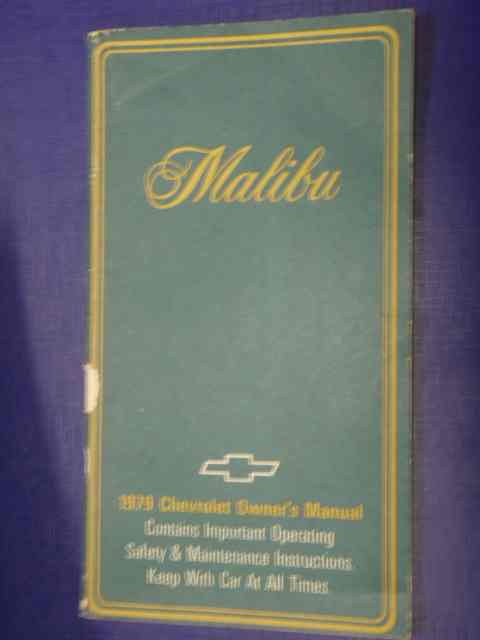 Malibu
1979 Chevrolet Owner's Manual
Contains Important Operating
Safety & Maintenance Instructions
Keep With Car At All Times